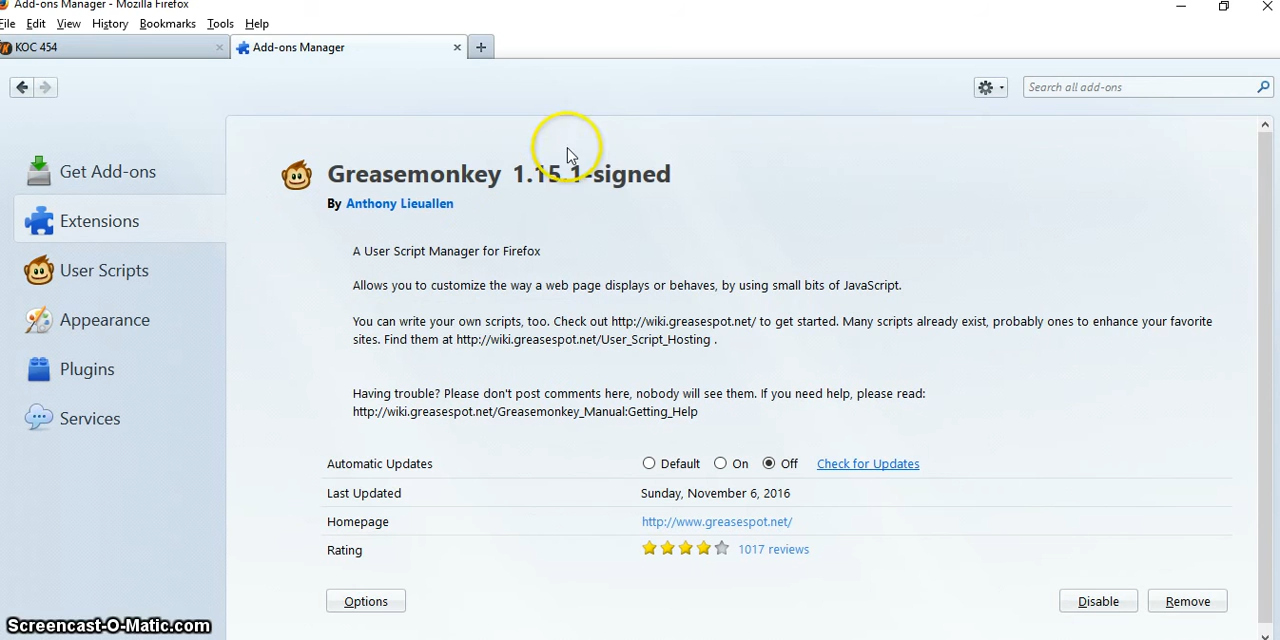 Add-ons Manager - Mozilla Firefox
File Edit View History Bookmarks Tools Help
KOC 454
Add-ons Manager
Search all add-ons
Get Add-ons
Extensions
User Scripts
Appearance
Plugins
Services
Greasemonkey 1.15.1-signed
By Anthony Lieuallen
A User Script Manager for Firefox
Allows you to customize the way a web page displays or behaves, by using small bits of JavaScript.
You can write your own scripts, too. Check out http://wiki.greasespot.net/ to get started. Many scripts already exist, probably ones to enhance your favorite
sites. Find them at http://wiki.greasespot.net/User_Script_Hosting .
Having trouble? Please don't post comments here, nobody will see them. If you need help, please read:
http://wiki.greasespot.net/Greasemonkey_Manual:Getting_Help
Automatic Updates Default On Off Check for Updates
Last Updated Sunday, November 6, 2016
Homepage http://www.greasespot.net/
Rating 1017 reviews
Options Disable Remove
Screencast-O-Matic.com